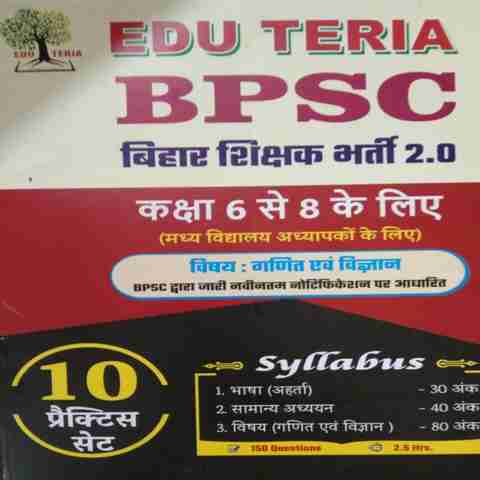 EDU TERIA
EDU TERIA
BPSC
बिहार शिक्षक भर्ती 2.0
कक्षा 6 से 8 के लिए
(मध्य विद्यालय अध्यापकों के लिए)
विषय : गणित एवं विज्ञान
BPSC द्वारा जारी नवीनतम नोटिफिकेशन पर आधारित
10
प्रैक्टिस
सेट
Syllabus
1. भाषा (अहर्ता) - 30 अंक
2. सामान्य अध्ययन - 40 अंक
3. विषय (गणित एवं विज्ञान ) - 80 अंक
150 Questions 2.5 Hrs.